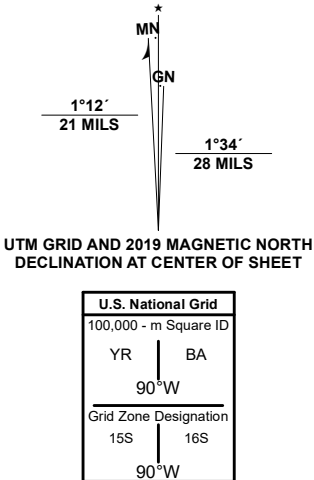 MN
GN
1°12´
21 MILS
1°34´
28 MILS
UTM GRID AND 2019 MAGNETIC NORTH
DECLINATION AT CENTER OF SHEET
U.S. National Grid
100,000 - m Square ID
YR BA
90°W
Grid Zone Designation
15S 16S
90°W